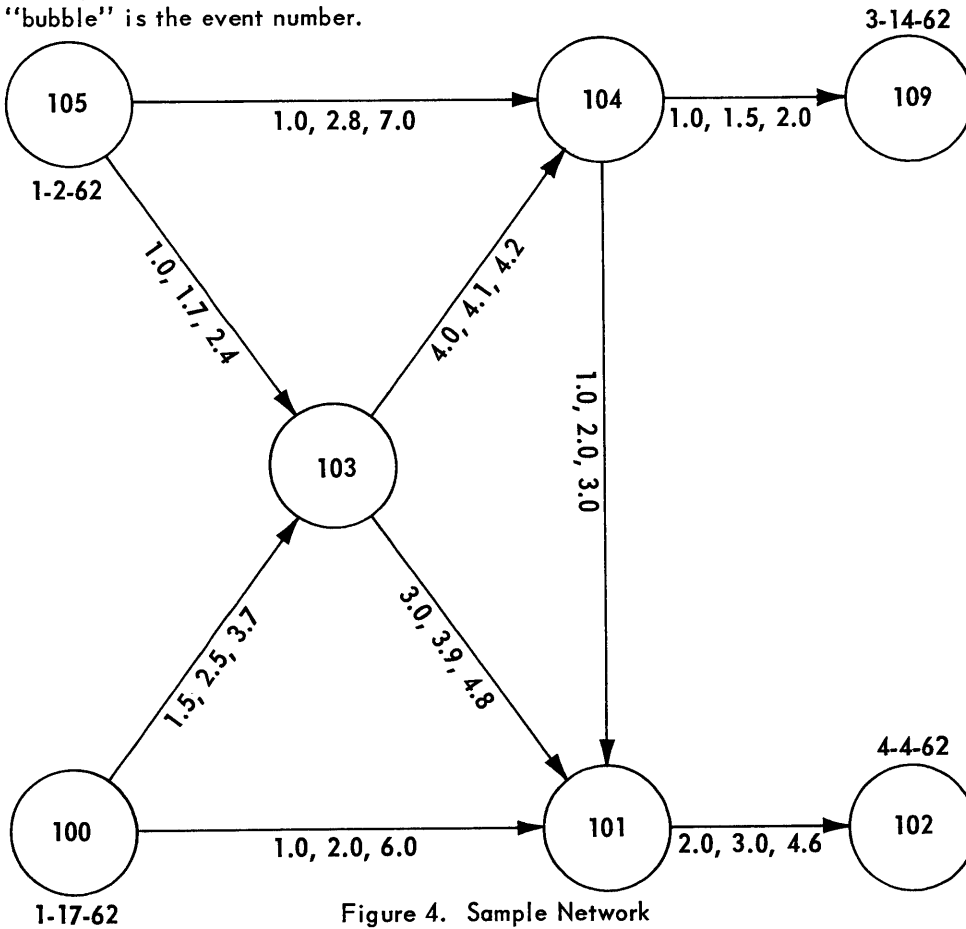 “bubble” is the event number.
3-14-62
105
104
109
1.0, 2.8, 7.0
1.0, 1.5, 2.0
1-2-62
1.0, 1.7, 2.4
4.0, 4.1, 4.2
1.0, 2.0, 3.0
103
1.5, 2.5, 3.7
3.0, 3.9, 4.8
4-4-62
100
101
102
1.0, 2.0, 6.0
2.0, 3.0, 4.6
1-17-62
Figure 4. Sample Network